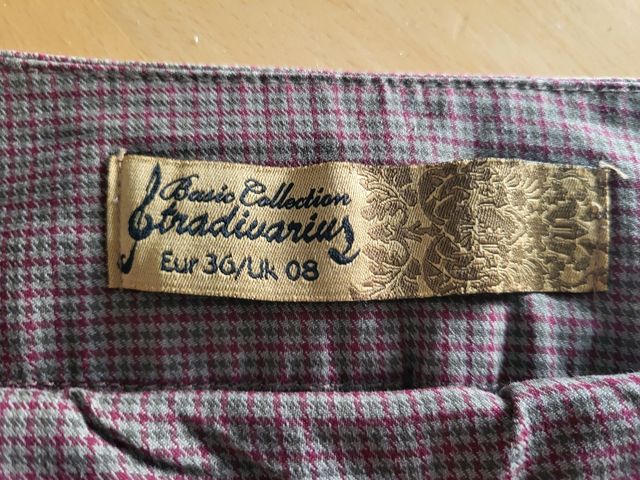 Basic Collection
Stradivarius
Eur 36/Uk 08